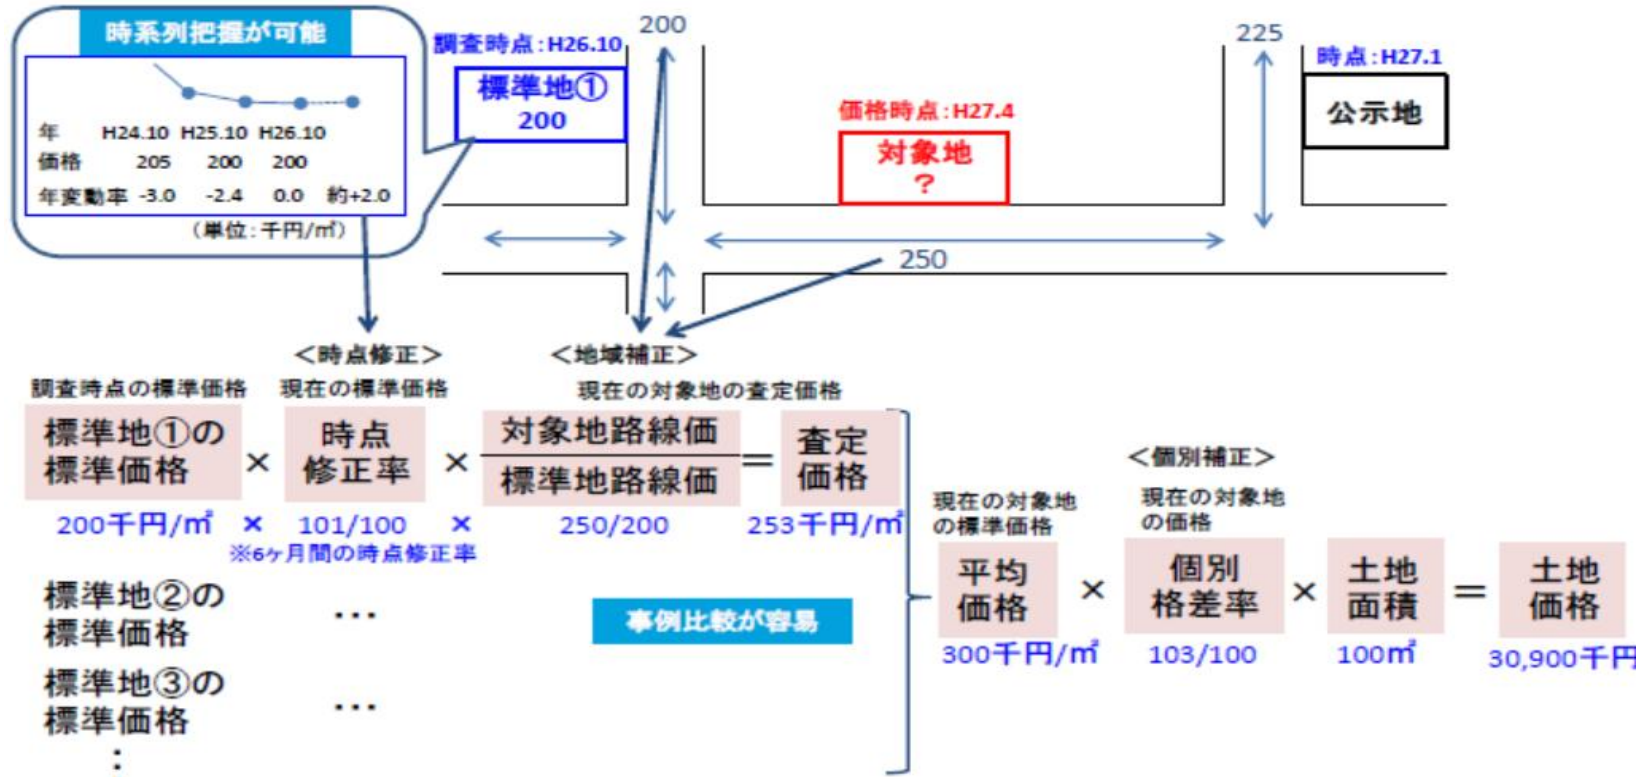 時系列把握が可能
年 H24.10 H25.10 H26.10
価格 205 200 200
年変動率 -3.0 -2.4 0.0 約+2.0
(単位:千円/㎡)
調査時点:H26.10
標準地①
200
200
価格時点:H27.4
対象地
?
225
時点:H27.1
公示地
250
<時点修正>
<地域補正>
調査時点の標準価格
現在の標準価格
現在の対象地の査定価格
標準地①の
標準価格
×
時点
修正率
×
対象地路線価
標準地路線価
=
査定
価格
200千円/㎡ × 101/100 × 250/200 253千円/㎡
※6ヶ月間の時点修正率
標準地②の
標準価格
…
標準地③の
標準価格
…
:
事例比較が容易
<個別補正>
現在の対象地
の標準価格
現在の対象地
の価格
平均
価格
×
個別
格差率
×
土地
面積
=
土地
価格
300千円/㎡ 103/100 100㎡ 30,900千円